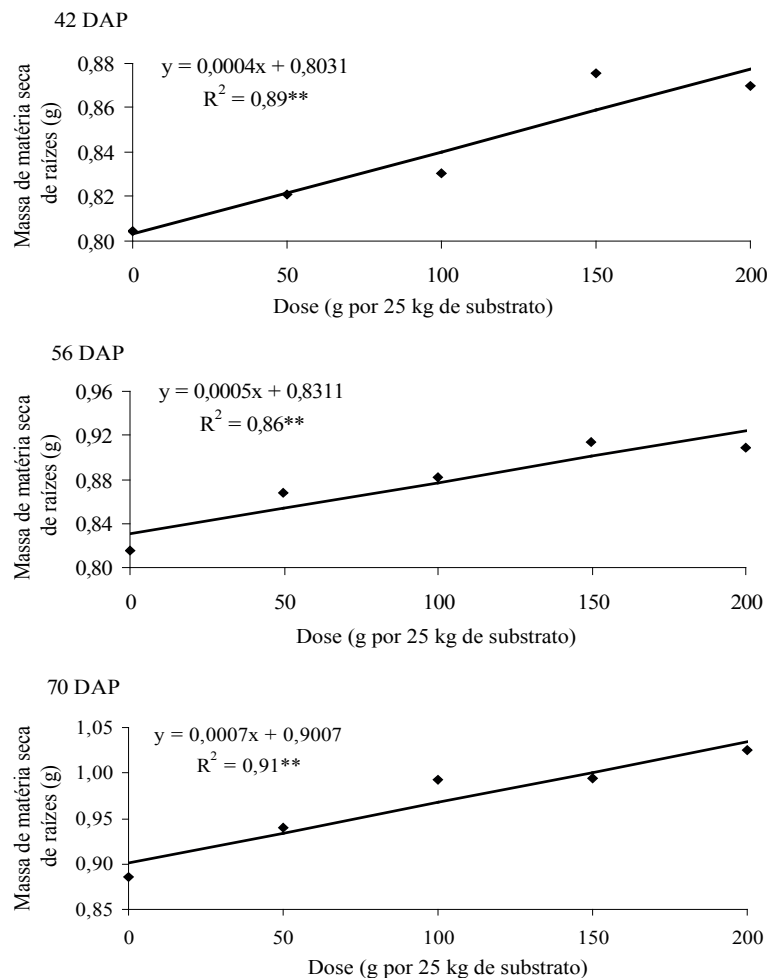 42 DAP
y = 0,0004x + 0,8031
R² = 0,89**
Massa de matéria seca
de raízes (g)
0,88
0,86
0,84
0,82
0,80
0 50 100 150 200
Dose (g por 25 kg de substrato)
56 DAP
y = 0,0005x + 0,8311
R² = 0,86**
Massa de matéria seca
de raízes (g)
0,96
0,92
0,88
0,84
0,80
0 50 100 150 200
Dose (g por 25 kg de substrato)
70 DAP
y = 0,0007x + 0,9007
R² = 0,91**
Massa de matéria seca
de raízes (g)
1,05
1,00
0,95
0,90
0,85
0 50 100 150 200
Dose (g por 25 kg de substrato)